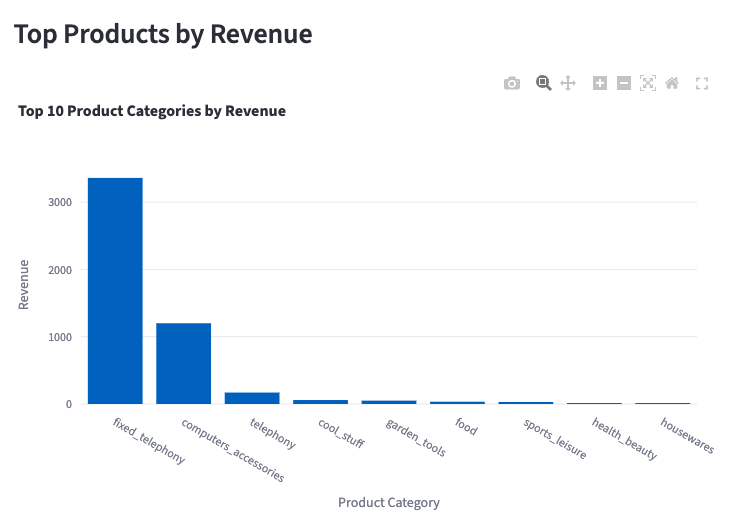 Top Products by Revenue
Top 10 Product Categories by Revenue
3000
2000
1000
0
Revenue
fixed_telephony
computers_accessories
telephony
cool_stuff
garden_tools
food
sports_leisure
health_beauty
housewares
Product Category